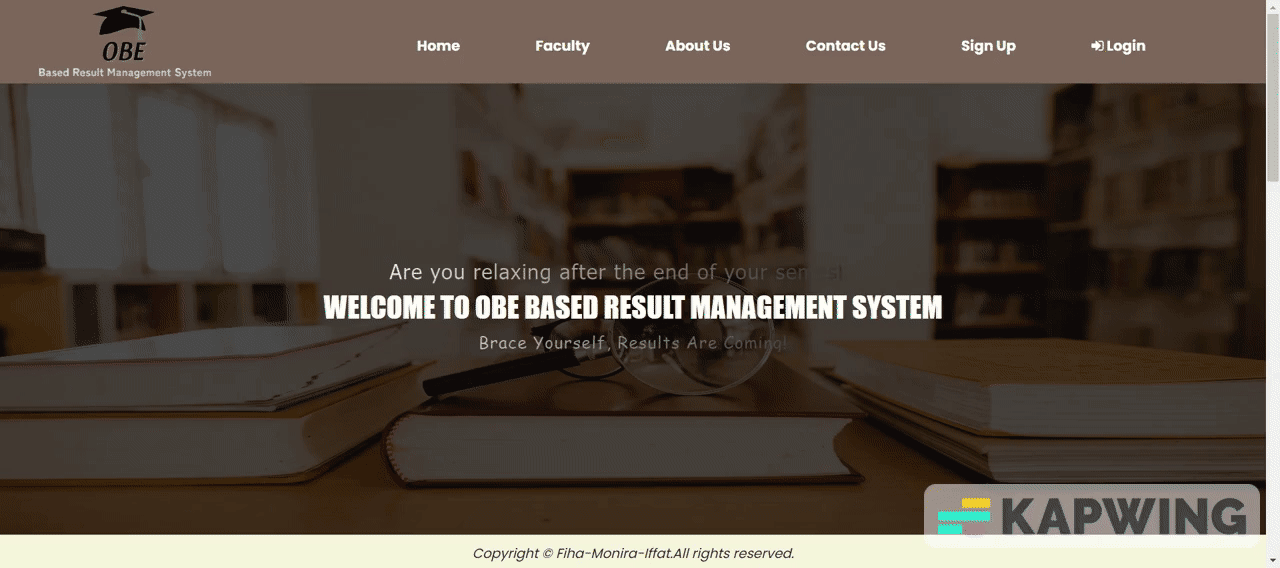 OBE
Based Result Management System
Home Faculty About Us Contact Us Sign Up Login
Are you relaxing after the end of your
WELCOME TO OBE BASED RESULT MANAGEMENT SYSTEM
Brace Yourself, Results Are Coming!
KAPWING
Copyright © Fiha-Monira-Iffat.All rights reserved.